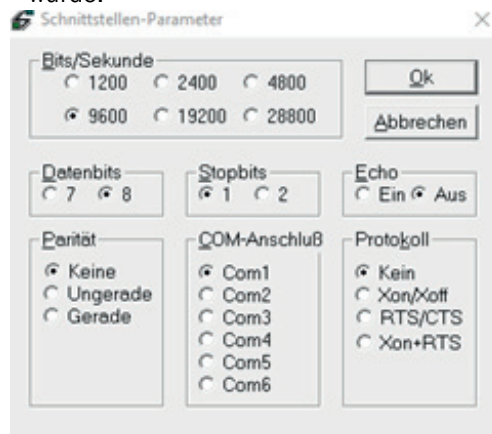 wurde.
Schnittstellen-Parameter
Bits/Sekunde
1200 2400 4800
9600 19200 28800
Ok
Abbrechen
Datenbits
7 8
Stopbits
1 2
Echo
Ein Aus
Parität
Keine
Ungerade
Gerade
COM-Anschluß
Com1
Com2
Com3
Com4
Com5
Com6
Protokoll
Kein
Xon/Xoff
RTS/CTS
Xon+RTS